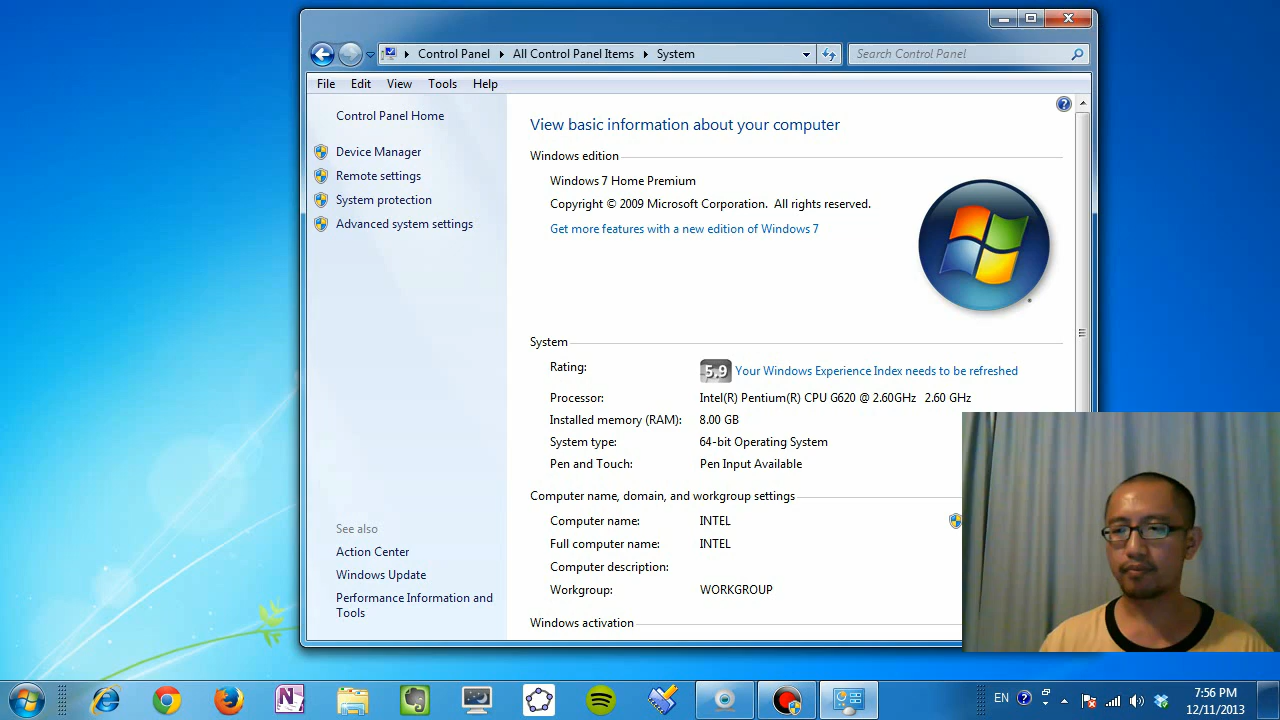 Control Panel
All Control Panel Items
System
Search Control Panel
File
Edit
View
Tools
Help
Control Panel Home
Device Manager
Remote settings
System protection
Advanced system settings
See also
Action Center
Windows Update
Performance Information and
Tools
View basic information about your computer
Windows edition
Windows 7 Home Premium
Copyright © 2009 Microsoft Corporation. All rights reserved.
Get more features with a new edition of Windows 7
System
Rating: 5.9 Your Windows Experience Index needs to be refreshed
Processor: Intel(R) Pentium(R) CPU G620 @ 2.60GHz 2.60 GHz
Installed memory (RAM): 8.00 GB
System type: 64-bit Operating System
Pen and Touch: Pen Input Available
Computer name, domain, and workgroup settings
Computer name: INTEL
Full computer name: INTEL
Computer description:
Workgroup: WORKGROUP
Windows activation
EN
7:56 PM
12/11/2013